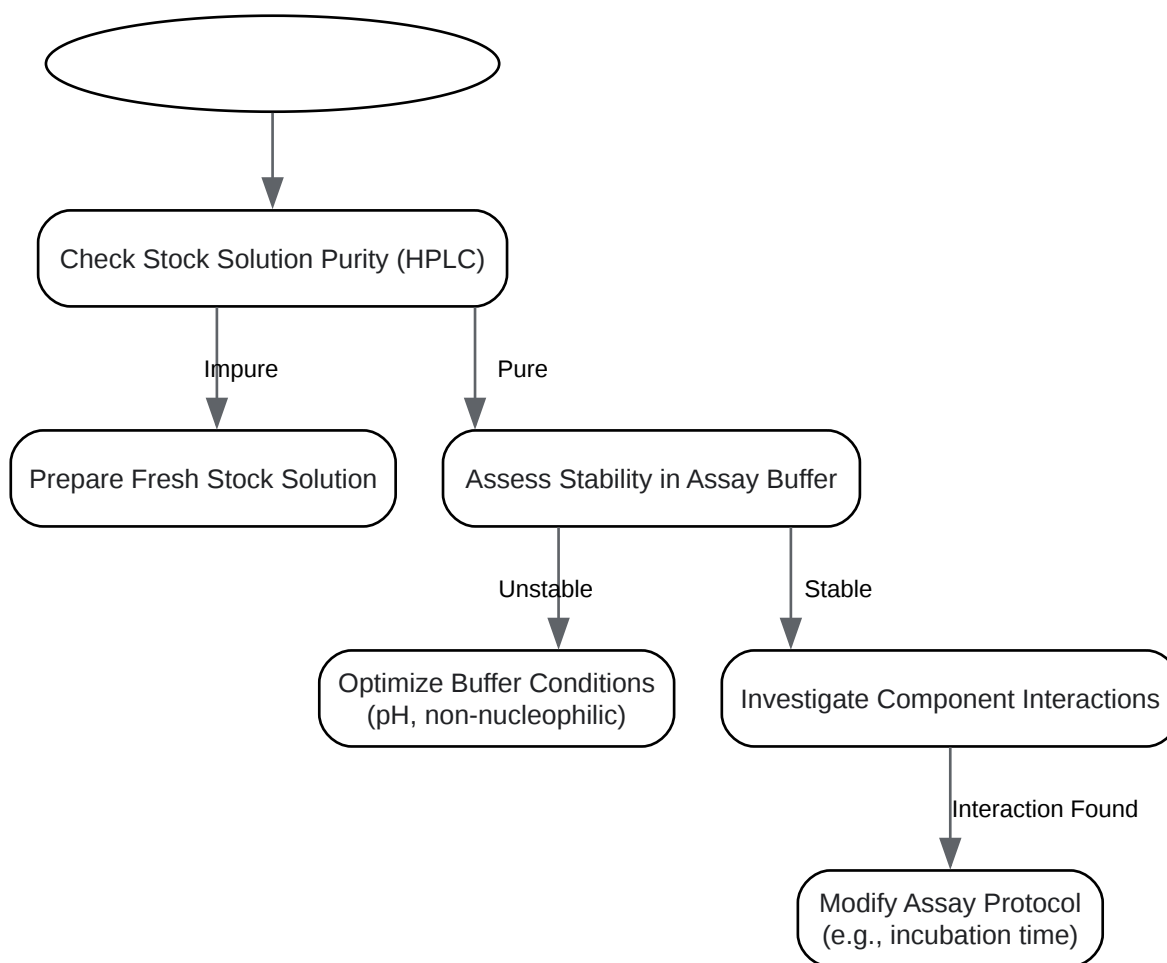 Check Stock Solution Purity (HPLC)
Impure
Pure
Prepare Fresh Stock Solution
Assess Stability in Assay Buffer
Unstable
Stable
Optimize Buffer Conditions
(pH, non-nucleophilic)
Investigate Component Interactions
Interaction Found
Modify Assay Protocol
(e.g., incubation time)